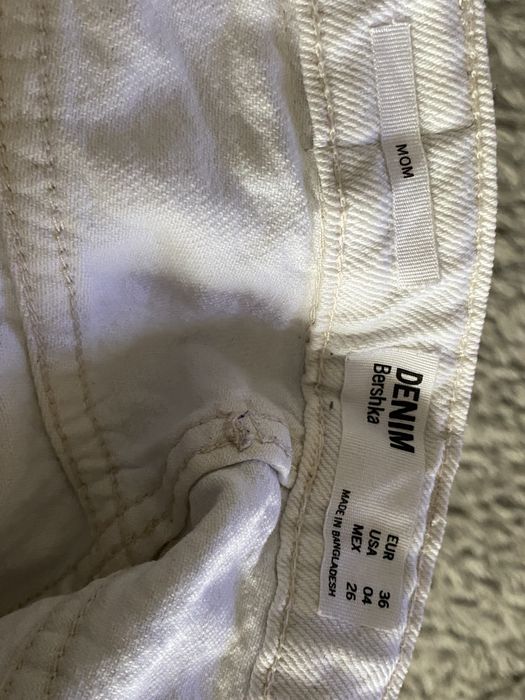 MOM
DENIM
Bershka
EUR 36
USA 04
MEX 26
MADE IN BANGLADESH